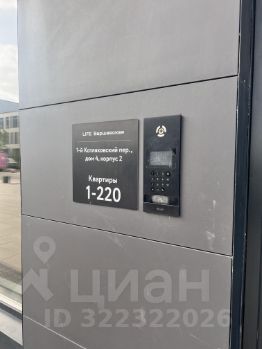 LIFE Варшавская
1-й Котляковский пер.,
дом 4, корпус 2
Квартиры
1-220
циан
ID 322322026